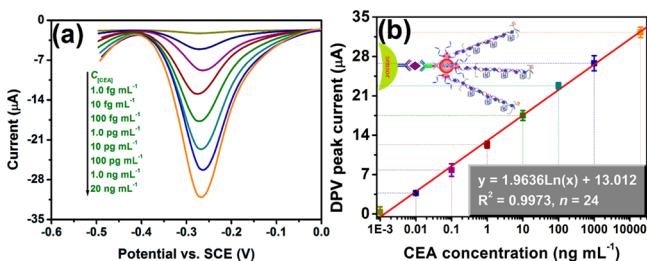 (a)
0
-7
-14
-21
-28
-35
Current (μA)
C[CEA]
1.0 fg mL⁻¹
10 fg mL⁻¹
100 fg mL⁻¹
1.0 pg mL⁻¹
10 pg mL⁻¹
100 pg mL⁻¹
1.0 ng mL⁻¹
20 ng mL⁻¹
-0.6 -0.5 -0.4 -0.3 -0.2 -0.1 0.0
Potential vs. SCE (V)
(b)
35
28
21
14
7
0
DPV peak current (μA)
y = 1.9636Ln(x) + 13.012
R² = 0.9973, n = 24
1E-3 0.01 0.1 1 10 100 1000 10000
CEA concentration (ng mL⁻¹)